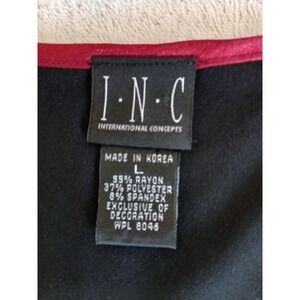 I·N·C
INTERNATIONAL CONCEPTS
MADE IN KOREA
L
55% RAYON
37% POLYESTER
8% SPANDEX
EXCLUSIVE OF
DECORATION
WPL 8046